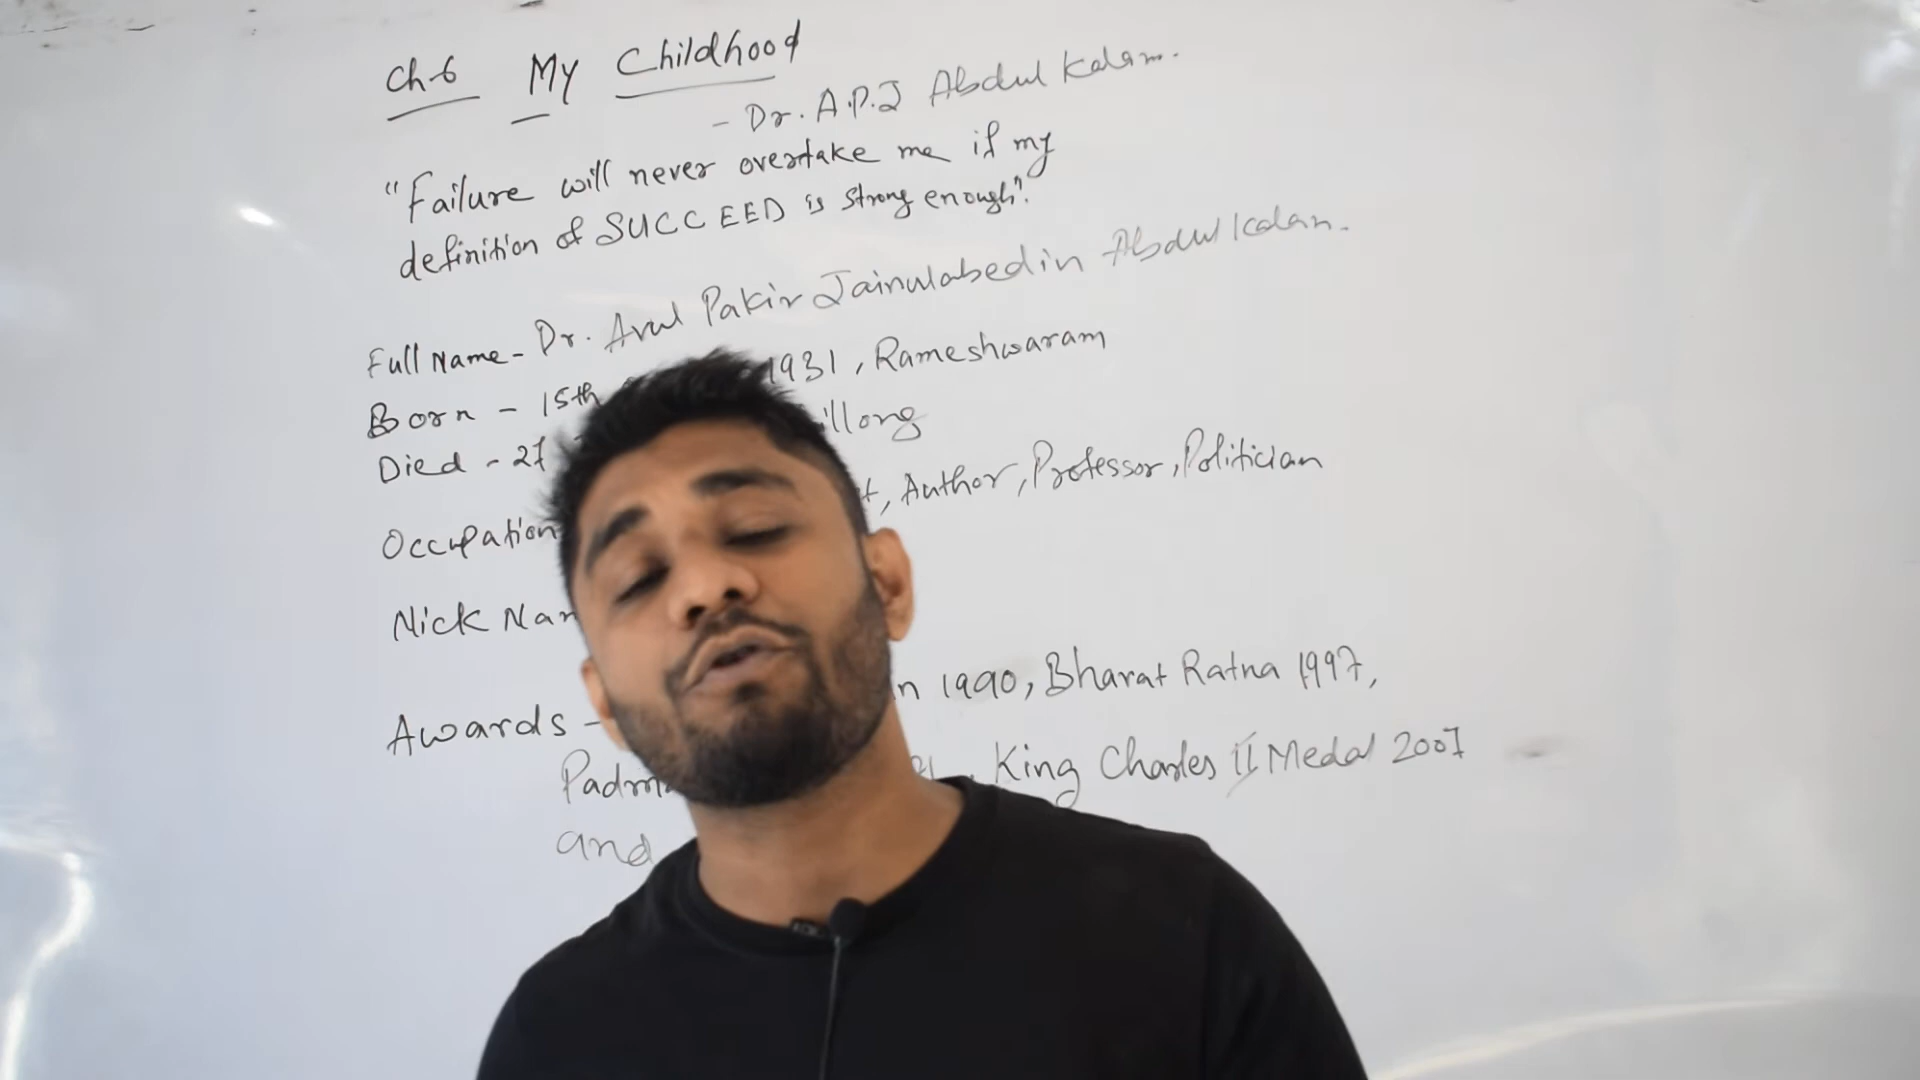 Ch-6 My Childhood
- Dr. A.P.J Abdul Kalam.
"Failure will never overtake me if my
definition of SUCCEED is strong enough".
Full Name - Dr. Avul Pakir Jainulabedin Abdul Kalam.
Born - 15th 1931, Rameshwaram
Died - 27 illong
Occupation t, Author, Professor, Politician
Nick Nam
Awards - n 1990, Bharat Ratna 1997,
Padma King Charles II Medal 2007
and